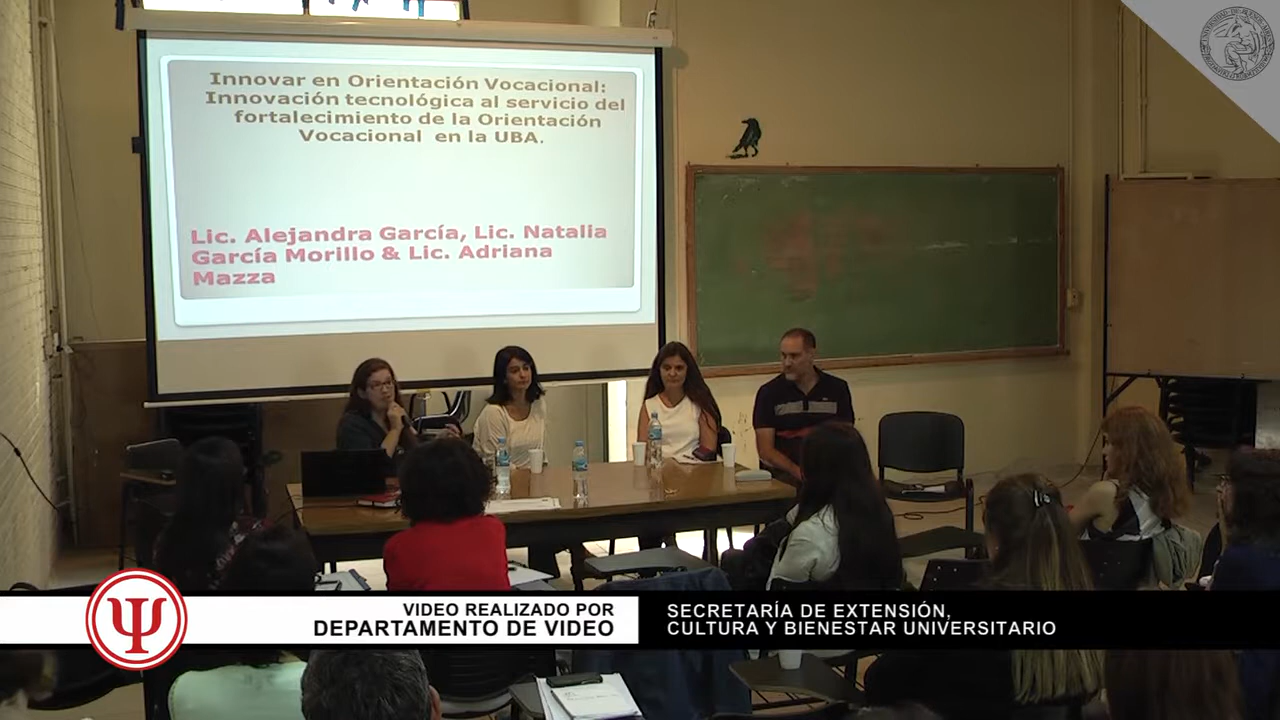 Innovar en Orientación Vocacional:
Innovación tecnológica al servicio del
fortalecimiento de la Orientación
Vocacional en la UBA.
Lic. Alejandra García, Lic. Natalia
García Morillo & Lic. Adriana
Mazza
VIDEO REALIZADO POR
DEPARTAMENTO DE VIDEO
SECRETARÍA DE EXTENSIÓN,
CULTURA Y BIENESTAR UNIVERSITARIO